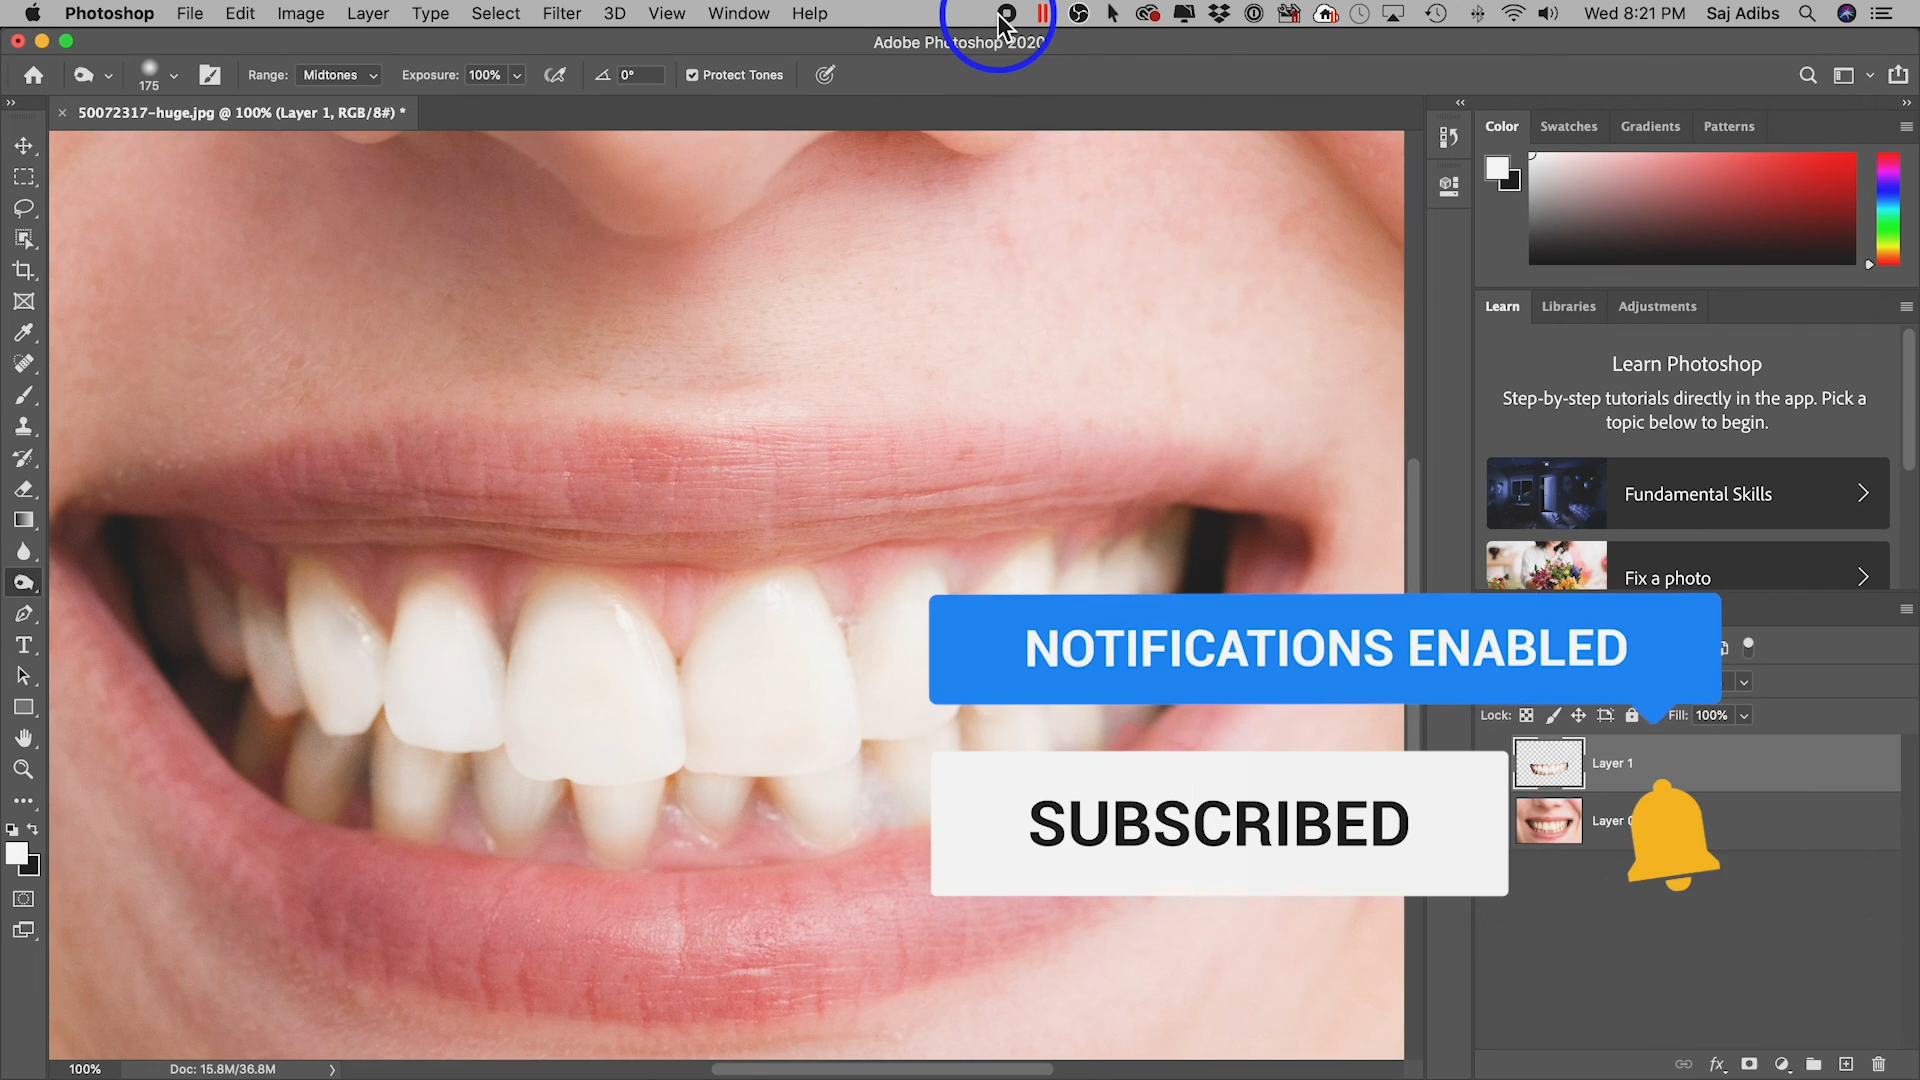 Photoshop File Edit Image Layer Type Select Filter 3D View Window Help Wed 8:21 PM Saj Adibs
Adobe Photoshop 2020
175 Range: Midtones Exposure: 100% 0° Protect Tones
50072317-huge.jpg @ 100% (Layer 1, RGB/8#) *
Color Swatches Gradients Patterns
Learn Libraries Adjustments
Learn Photoshop
Step-by-step tutorials directly in the app. Pick a
topic below to begin.
Fundamental Skills
Fix a photo
NOTIFICATIONS ENABLED
Lock: Fill: 100%
Layer 1
SUBSCRIBED
Layer
100% Doc: 15.8M/36.8M